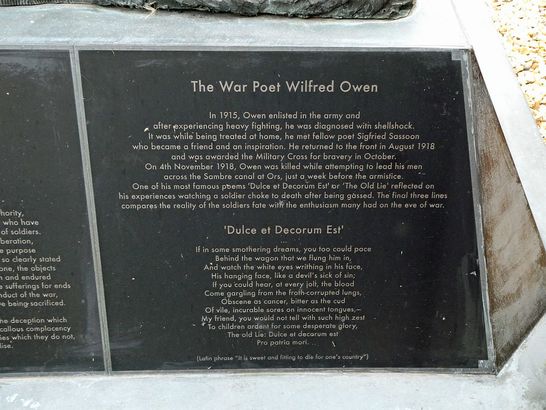 The War Poet Wilfred Owen
In 1915, Owen enlisted in the army and
after experiencing heavy fighting, he was diagnosed with shellshock.
It was while being treated at home, he met fellow poet Sigfried Sassoon
who became a friend and an inspiration. He returned to the front in August 1918
and was awarded the Military Cross for bravery in October.
On 4th November 1918, Owen was killed while attempting to lead his men
across the Sambre canal at Ors, just a week before the armistice.
One of his most famous poems 'Dulce et Decorum Est' or 'The Old Lie' reflected on
his experiences watching a soldier choke to death after being gassed. The final three lines
compares the reality of the soldiers fate with the enthusiasm many had on the eve of war.
'Dulce et Decorum Est'
...
If in some smothering dreams, you too could pace
Behind the wagon that we flung him in,
And watch the white eyes writhing in his face,
His hanging face, like a devil's sick of sin;
If you could hear, at every jolt, the blood
Come gargling from the froth-corrupted lungs,
Obscene as cancer, bitter as the cud
Of vile, incurable sores on innocent tongues,–
My friend, you would not tell with such high zest
To children ardent for some desperate glory,
The old Lie: Dulce et decorum est
Pro patria mori. ...
(Latin phrase "It is sweet and fitting to die for one's country")
hority,
who have
of soldiers.
beration,
e purpose
so clearly stated
one, the objects
n and endured
e sufferings for ends
nduct of the war,
e being sacrificed.
the deception which
callous complacency
ies which they do not,
lise.